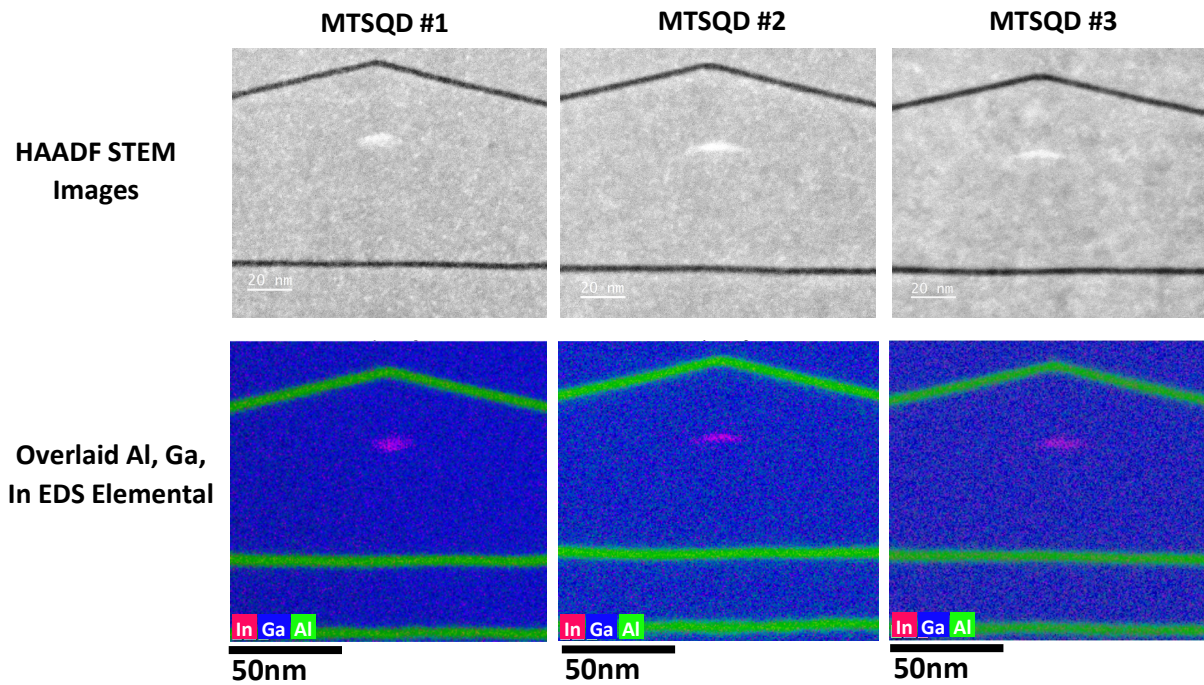 MTSQD #1
MTSQD #2
MTSQD #3
HAADF STEM
Images
20 nm
20 nm
20 nm
Overlaid Al, Ga,
In EDS Elemental
In Ga Al
In Ga Al
In Ga Al
50nm
50nm
50nm